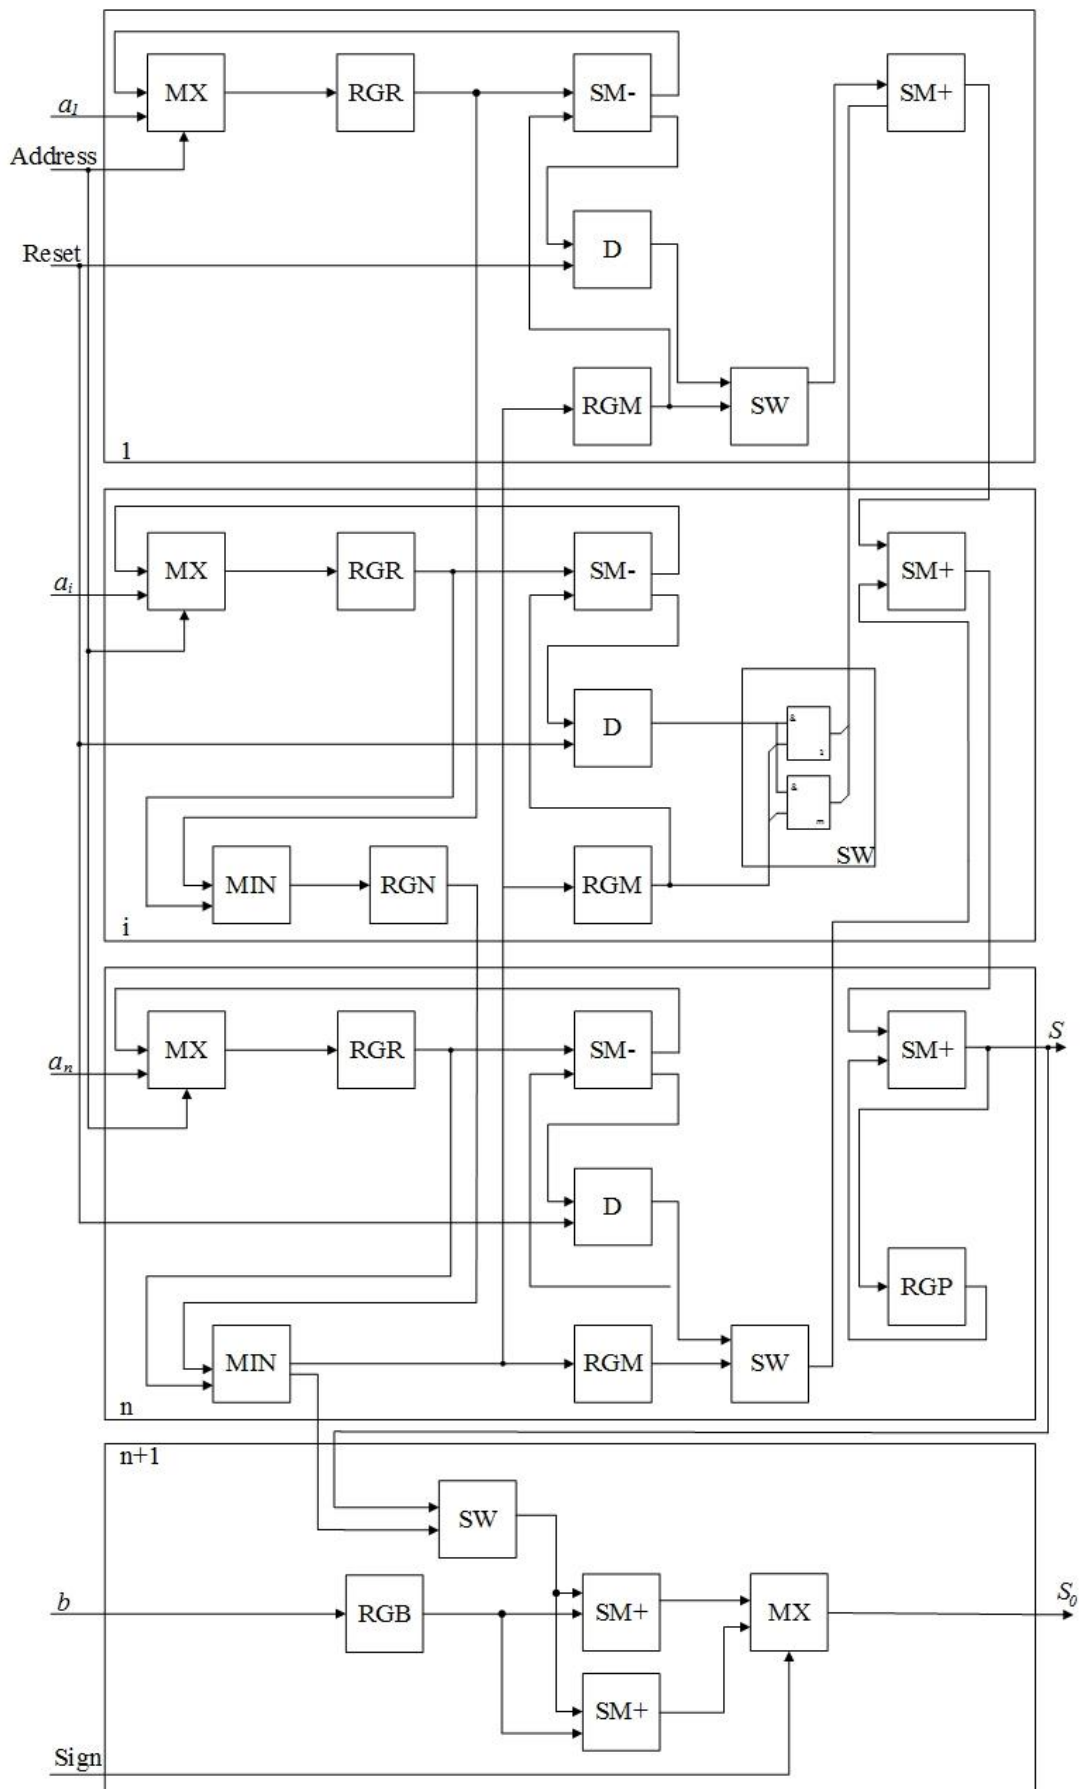 MX RGR SM- SM+
a1
Address
Reset
D
RGM SW
1
MX RGR SM- SM+
ai
D
&
1
&
m
SW
MIN RGN RGM
i
MX RGR SM- SM+ S
an
D
RGP
MIN RGM SW
n
n+1
SW
b RGB SM+ MX S0
SM+
Sign